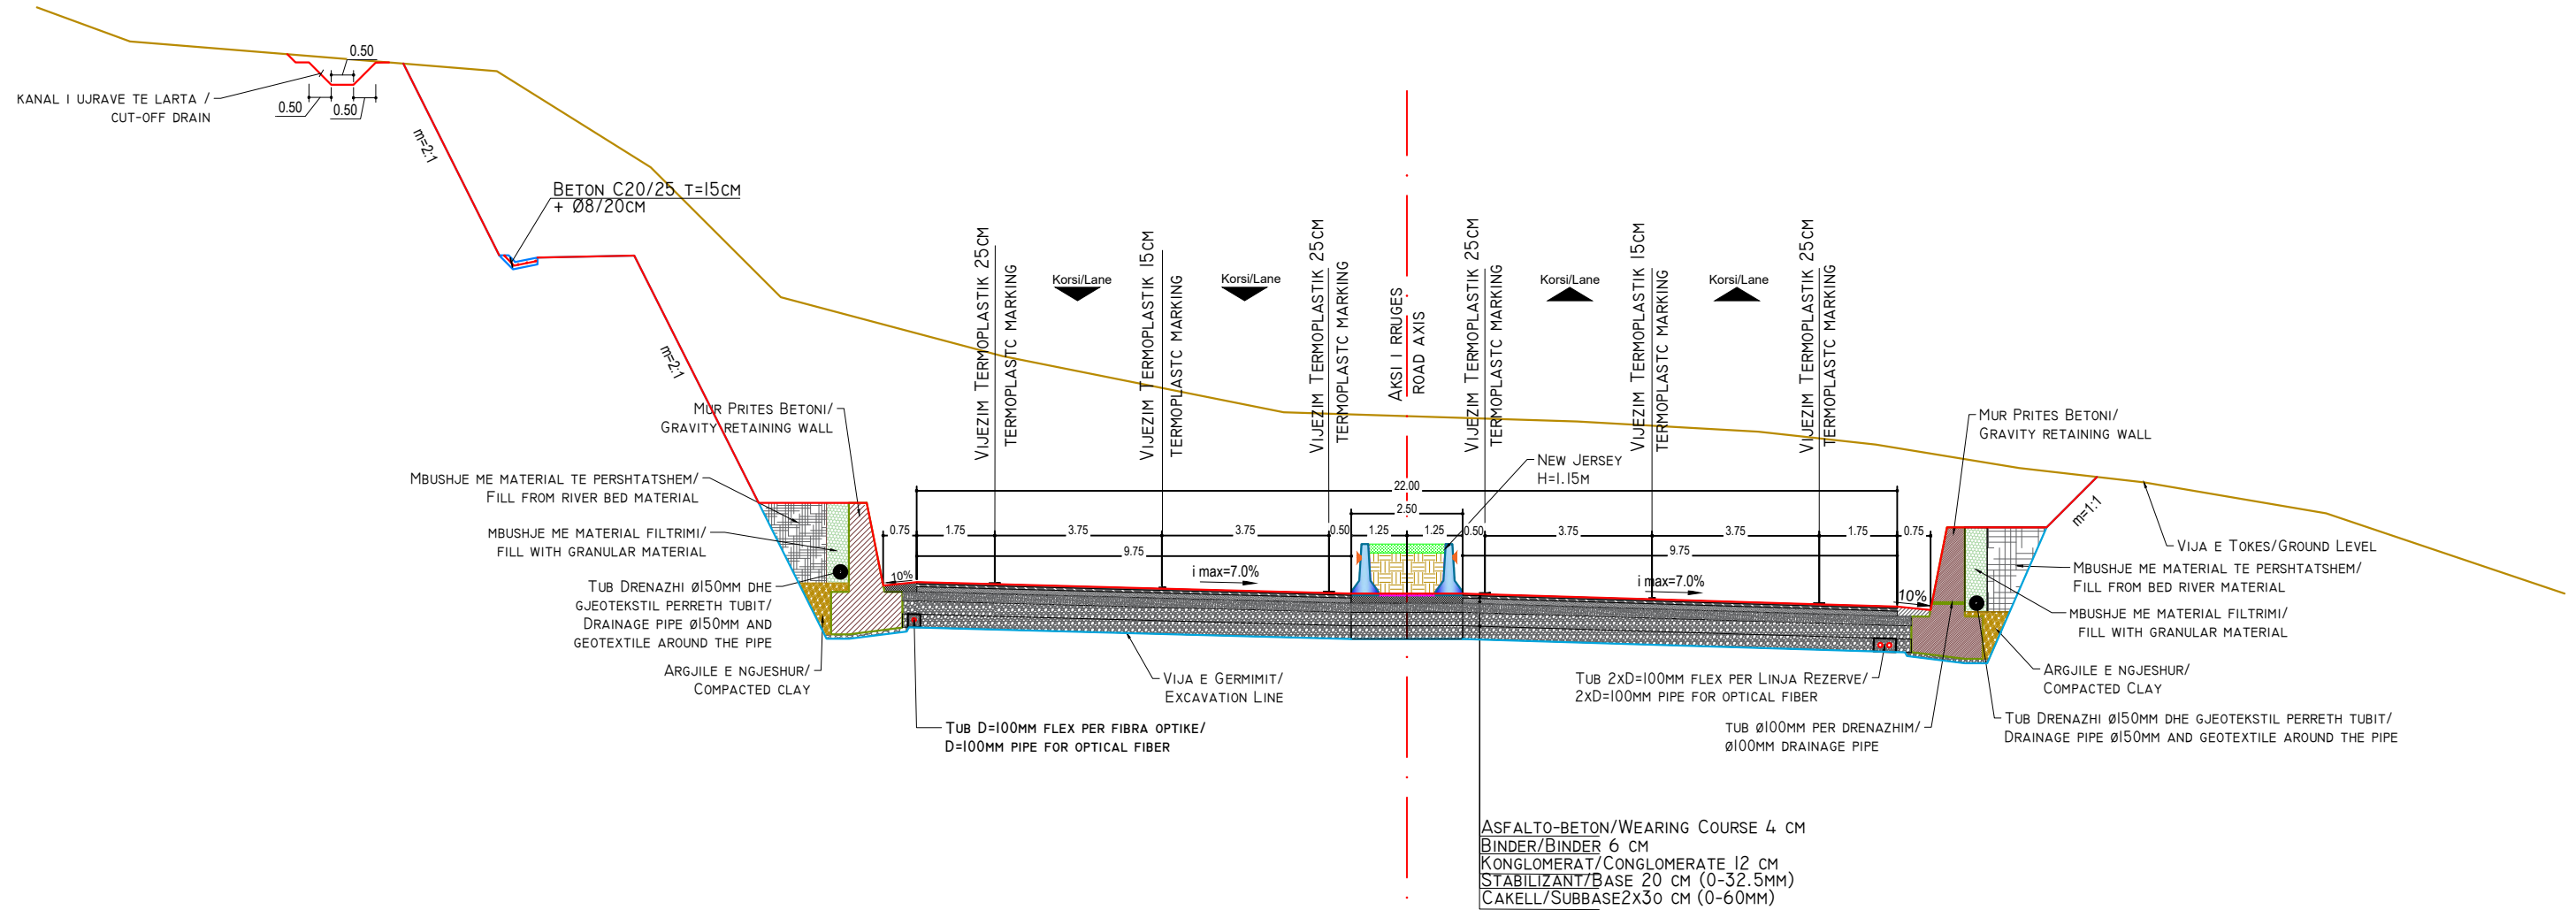 0.50
KANAL I UJRAVE TE LARTA /
CUT-OFF DRAIN
0.50
0.50
m=2:1
BETON C20/25 T=15CM
+ Ø8/20CM
m=2:1
VIJEZIM TERMOPLASTIK 25CM
TERMOPLASTC MARKING
Korsi/Lane
VIJEZIM TERMOPLASTIK 15CM
TERMOPLASTC MARKING
Korsi/Lane
VIJEZIM TERMOPLASTIK 25CM
TERMOPLASTC MARKING
AKSI I RRUGES
ROAD AXIS
VIJEZIM TERMOPLASTIK 25CM
TERMOPLASTC MARKING
Korsi/Lane
VIJEZIM TERMOPLASTIK 15CM
TERMOPLASTC MARKING
Korsi/Lane
VIJEZIM TERMOPLASTIK 25CM
TERMOPLASTC MARKING
MUR PRITES BETONI/
GRAVITY RETAINING WALL
MBUSHJE ME MATERIAL TE PERSHTATSHEM/
FILL FROM RIVER BED MATERIAL
MBUSHJE ME MATERIAL FILTRIMI/
FILL WITH GRANULAR MATERIAL
TUB DRENAZHI Ø150MM DHE
GJEOTEKSTIL PERRETH TUBIT/
DRAINAGE PIPE Ø150MM AND
GEOTEXTILE AROUND THE PIPE
ARGJILE E NGJESHUR/
COMPACTED CLAY
NEW JERSEY
H=1.15M
22.00
2.50
0.75
1.75
3.75
3.75
0.50
1.25
1.25
0.50
3.75
3.75
1.75
0.75
9.75
9.75
10%
i max=7.0%
i max=7.0%
10%
MUR PRITES BETONI/
GRAVITY RETAINING WALL
m=1:1
VIJA E TOKES/GROUND LEVEL
MBUSHJE ME MATERIAL TE PERSHTATSHEM/
FILL FROM BED RIVER MATERIAL
MBUSHJE ME MATERIAL FILTRIMI/
FILL WITH GRANULAR MATERIAL
ARGJILE E NGJESHUR/
COMPACTED CLAY
TUB DRENAZHI Ø150MM DHE GJEOTEKSTIL PERRETH TUBIT/
DRAINAGE PIPE Ø150MM AND GEOTEXTILE AROUND THE PIPE
VIJA E GERMIMIT/
EXCAVATION LINE
TUB 2XD=100MM FLEX PER LINJA REZERVE/
2XD=100MM PIPE FOR OPTICAL FIBER
TUB D=100MM FLEX PER FIBRA OPTIKE/
D=100MM PIPE FOR OPTICAL FIBER
TUB Ø100MM PER DRENAZHIM/
Ø100MM DRAINAGE PIPE
ASFALTO-BETON/WEARING COURSE 4 CM
BINDER/BINDER 6 CM
KONGLOMERAT/CONGLOMERATE 12 CM
STABILIZANT/BASE 20 CM (0-32.5MM)
CAKELL/SUBBASE2X30 CM (0-60MM)